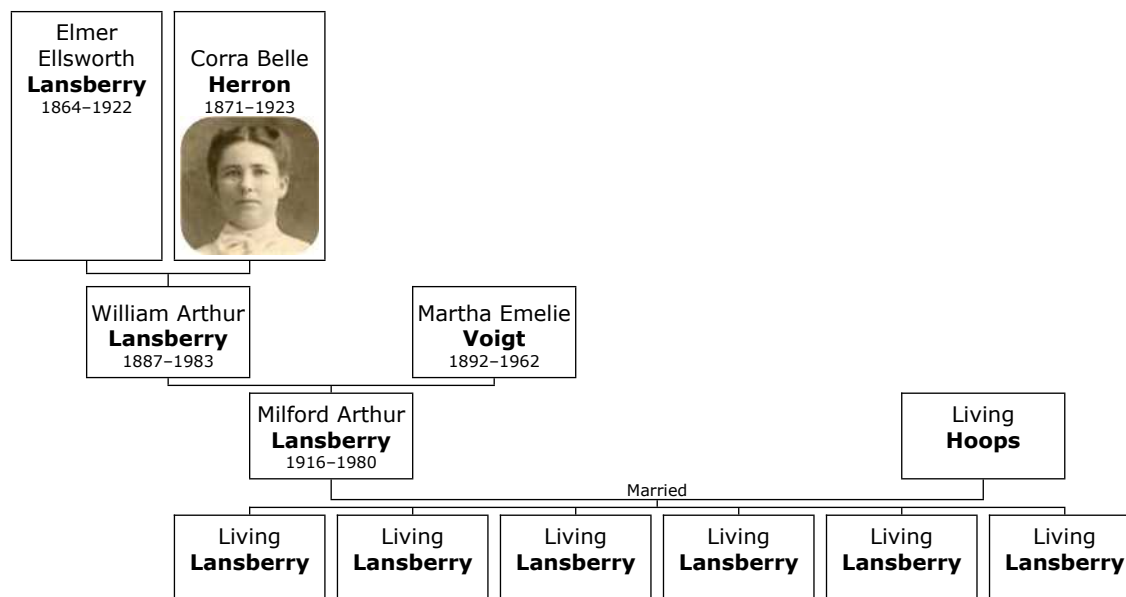 Elmer
Ellsworth
Lansberry
1864–1922
Corra Belle
Herron
1871–1923
William Arthur
Lansberry
1887–1983
Martha Emelie
Voigt
1892–1962
Milford Arthur
Lansberry
1916–1980
Living
Hoops
Married
Living
Lansberry
Living
Lansberry
Living
Lansberry
Living
Lansberry
Living
Lansberry
Living
Lansberry